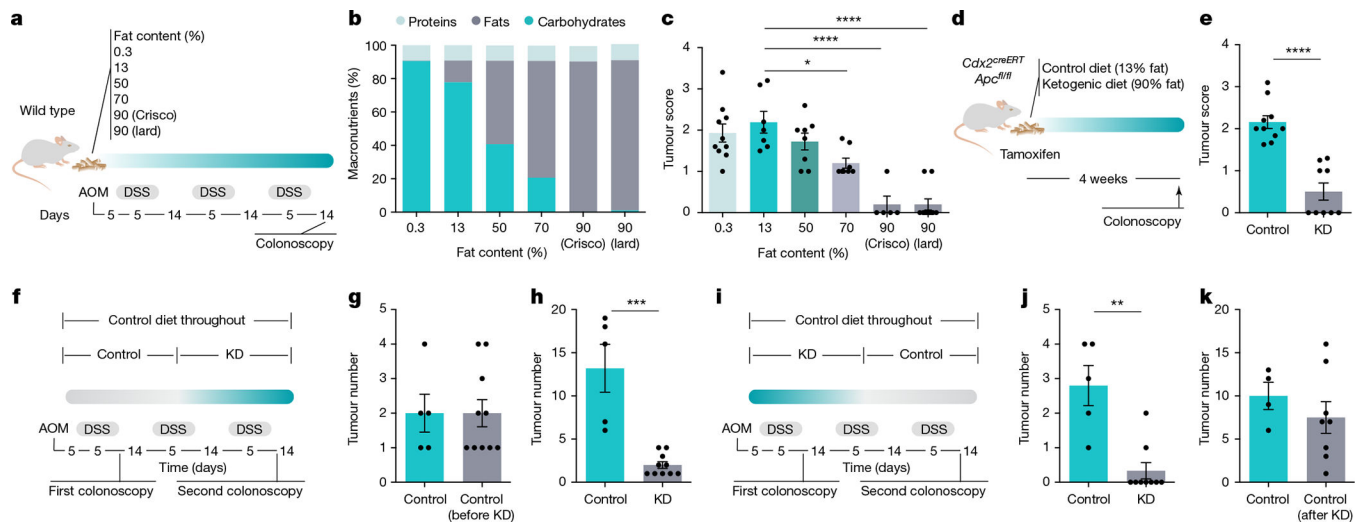 a
Fat content (%)
0.3
13
50
70
90 (Crisco)
90 (lard)
Wild type
AOM DSS DSS DSS
Days 5 5 14 5 14 5 14
Colonoscopy
b
Proteins Fats Carbohydrates
Macronutrients (%)
100
80
60
40
20
0
0.3 13 50 70 90 90
(Crisco) (lard)
Fat content (%)
c
****
****
*
Tumour score
4
3
2
1
0
0.3 13 50 70 90 90
(Crisco) (lard)
Fat content (%)
d
Cdx2creERT
Apcfl/fl
Control diet (13% fat)
Ketogenic diet (90% fat)
Tamoxifen
4 weeks
Colonoscopy
e
****
Tumour score
4
3
2
1
0
Control KD
f
Control diet throughout
Control KD
AOM DSS DSS DSS
5 5 14 5 14 5 14
Time (days)
First colonoscopy Second colonoscopy
g
Tumour number
5
4
3
2
1
0
Control Control
(before KD)
h
***
Tumour number
20
15
10
5
0
Control KD
i
Control diet throughout
KD Control
AOM DSS DSS DSS
5 5 14 5 14 5 14
Time (days)
First colonoscopy Second colonoscopy
j
**
Tumour number
5
4
3
2
1
0
Control KD
k
Tumour number
20
15
10
5
0
Control Control
(after KD)